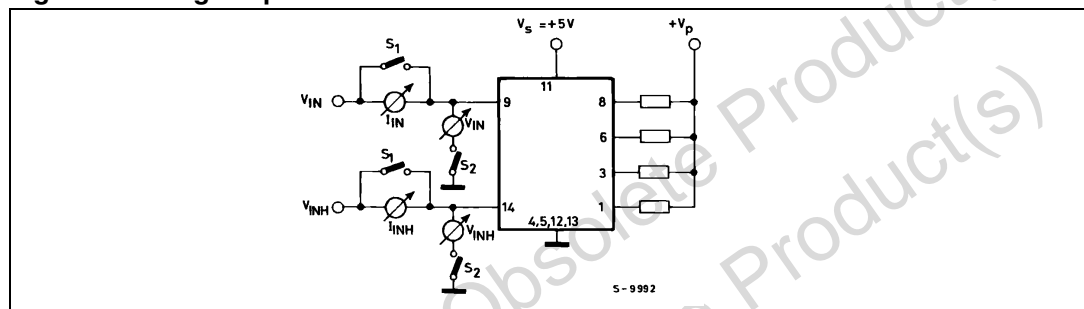 V_S = +5V
+V_p
S_1
11
V_IN
9
8
I_IN
V_IN
6
S_1
S_2
3
V_INH
14
1
I_INH
V_INH
4,5,12,13
S_2
S-9992
Obsolete Product(s)
Product(s)